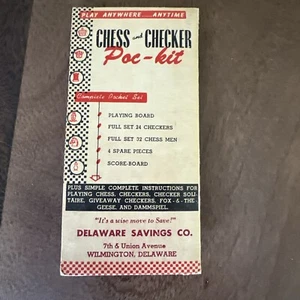 PLAY ANYWHERE.....ANYTIME
CHESS and CHECKER
Poc-kit
Complete Pocket Set
PLAYING BOARD
FULL SET 24 CHECKERS
FULL SET 32 CHESS MEN
4 SPARE PIECES
SCORE-BOARD
PLUS SIMPLE COMPLETE INSTRUCTIONS FOR
PLAYING CHESS, CHECKERS, CHECKER SOLI-
TAIRE, GIVEAWAY CHECKERS, FOX-&-THE-
GEESE, AND DAMMSPIEL.
"It's a wise move to Save!"
DELAWARE SAVINGS CO.
7th & Union Avenue
WILMINGTON, DELAWARE